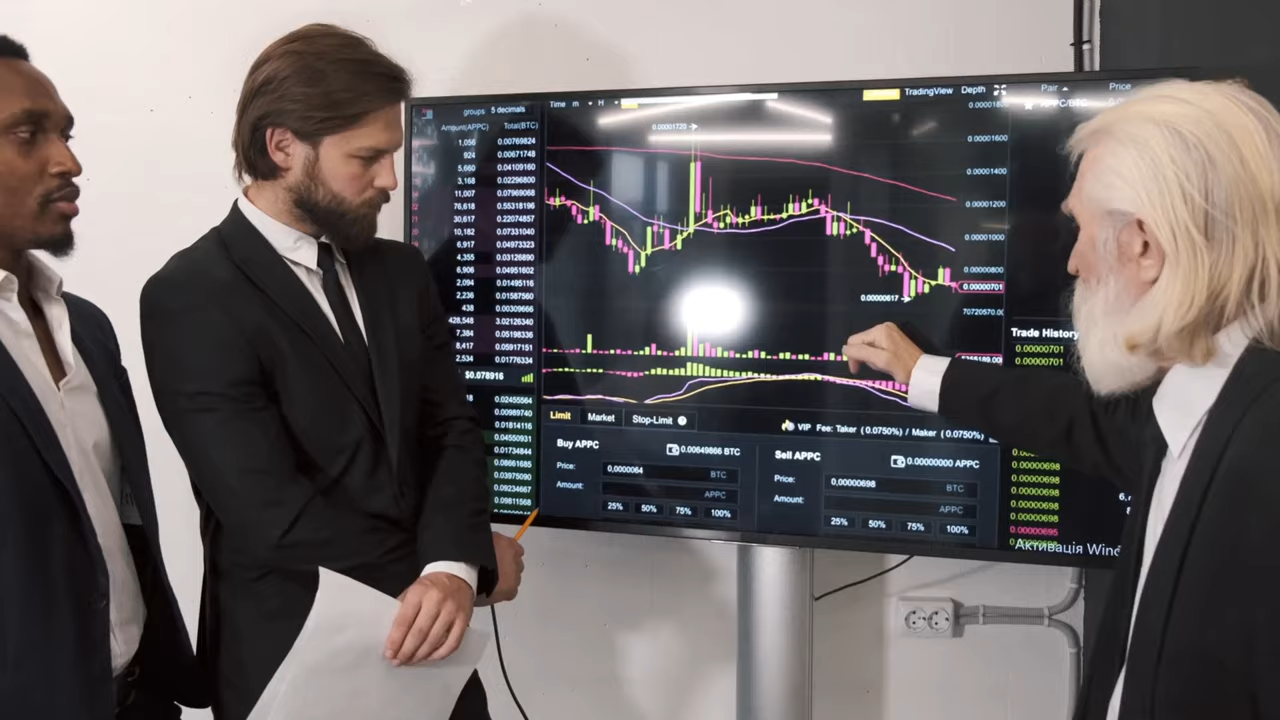 groups 5 decimals
Amount(APPC) Total(BTC)
1,056 0.00769824
924 0.00671748
5,660 0.04109160
3,168 0.02296800
11,007 0.07969068
76,618 0.55318196
30,617 0.22074857
10,182 0.07331040
6,917 0.04973323
4,355 0.03126890
6,906 0.04951602
2,094 0.01495116
2,236 0.01587560
438 0.00309666
428,548 3.02126340
7,384 0.05198336
8,417 0.05917151
2,534 0.01776334
$0.078916
0.02455564
0.00989740
0.01814116
0.04550931
0.01734844
0.08661685
0.03975090
0.09234667
0.09811568
Time m H
TradingView Depth
0.00001800
0.00001720
0.00001600
0.00001400
0.00001200
0.00001000
0.00000800
0.00000701
0.00000617
70720570.00
Limit Market Stop-Limit ?
VIP Fee: Taker ( 0.0750%) / Maker ( 0.0750%)
Buy APPC 0.00649866 BTC
Price: 0,0000064 BTC
Amount: APPC
25% 50% 75% 100%
Sell APPC 0.00000000 APPC
Price: 0,00000698 BTC
Amount: APPC
25% 50% 75% 100%
Pair Price
APPC/BTC
Trade History
0.00000701
0.00000701
0.00000698
0.00000698
0.00000698
0.00000698
0.00000698
0.00000695
Активація Wind